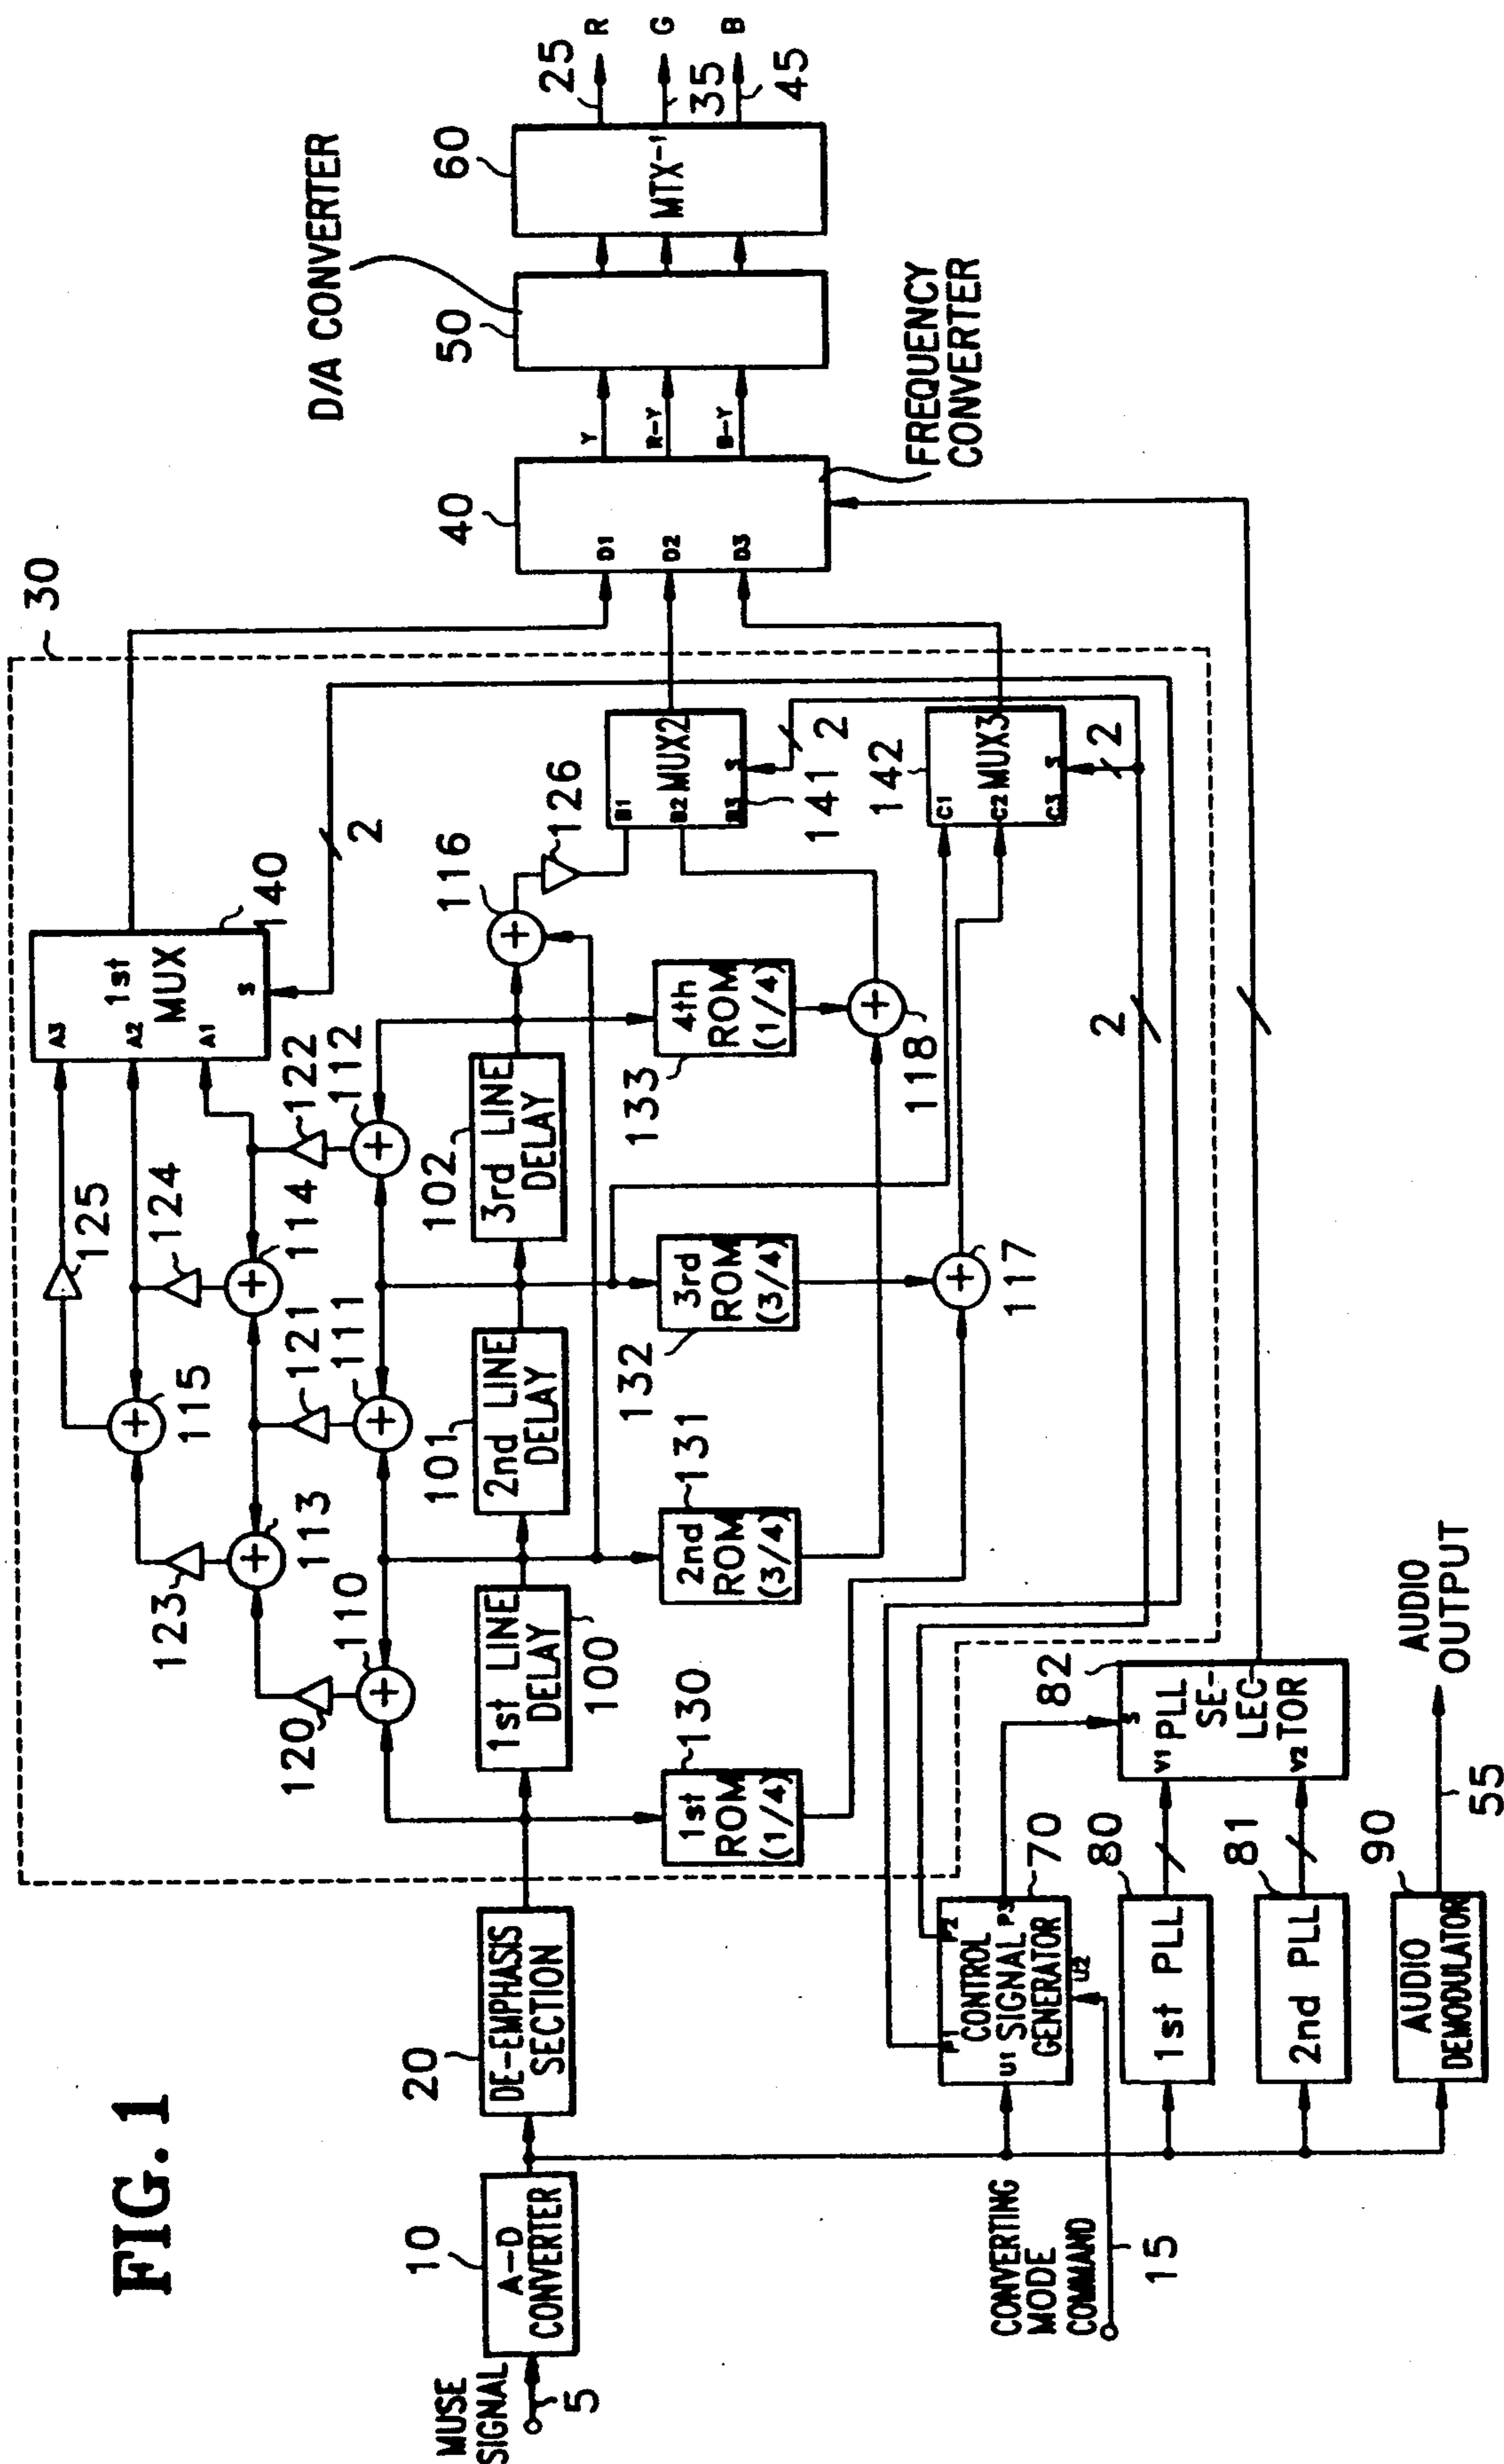 FIG. 1
MUSE
SIGNAL
5
10
A-D
CONVERTER
20
DE-EMPHASIS
SECTION
30
1st LINE
DELAY
100
2nd LINE
DELAY
101
3rd LINE
DELAY
102
110
111
112
113
114
115
116
117
118
120
121
122
123
124
125
126
1st
ROM
(1/4)
130
2nd
ROM
(3/4)
131
3rd
ROM
(3/4)
132
4th
ROM
(1/4)
133
A3
A2
A1
1st
MUX
S
140
2
B1
B2
B3
MUX2
S
141
2
C1
C2
C3
MUX3
S
142
2
2
D1
D2
D3
40
FREQUENCY
CONVERTER
Y
R-Y
B-Y
50
D/A CONVERTER
60
MTX-1
25
R
35
G
45
B
CONVERTING
MODE
COMMAND
15
P1
P2
P3
U1
U2
CONTROL
SIGNAL
GENERATOR
70
1st PLL
80
2nd PLL
81
V1
V2
S
PLL
SE-
LEC
TOR
82
AUDIO
DEMODULATOR
90
55
AUDIO
OUTPUT